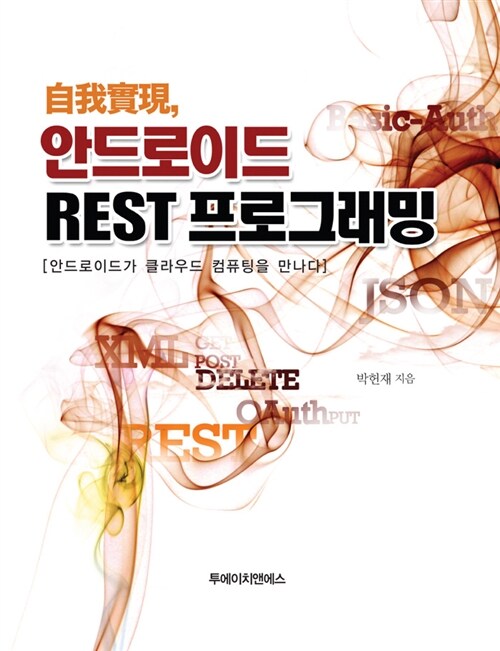 自我實現,
Basic-Auth
안드로이드
REST 프로그래밍
[안드로이드가 클라우드 컴퓨팅을 만나다]
JSON
XML
GET
POST
DELETE
박헌재 지음
OAuth
PUT
REST
투에이치앤에스